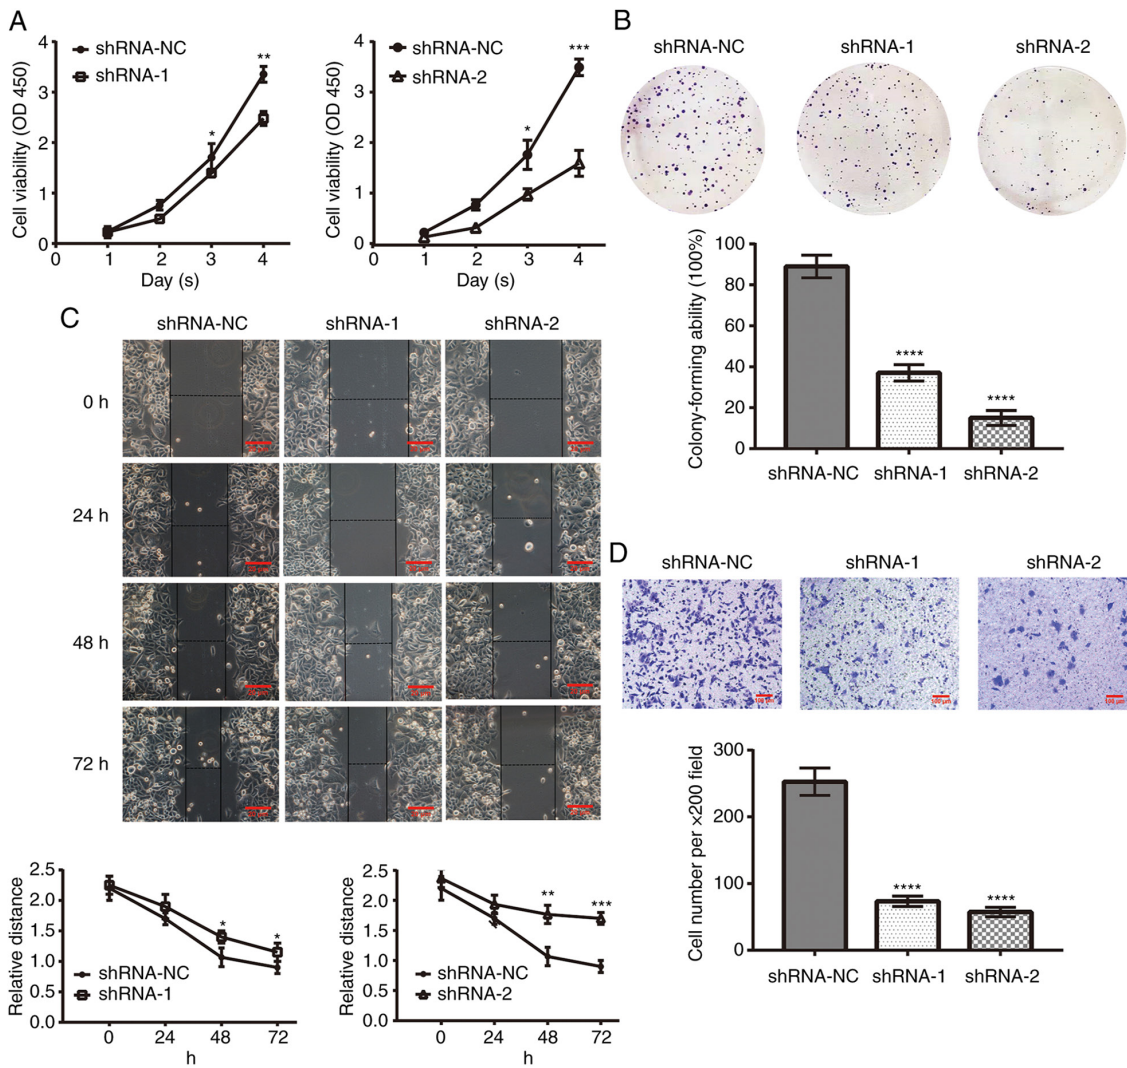 A
shRNA-NC
shRNA-1
Cell viability (OD 450)
4
3
2
1
0
*
**
0 1 2 3 4
Day (s)
shRNA-NC
shRNA-2
Cell viability (OD 450)
4
3
2
1
0
*
***
0 1 2 3 4
Day (s)
B
shRNA-NC shRNA-1 shRNA-2
Colony-forming ability (100%)
100
80
60
40
20
0
****
****
shRNA-NC shRNA-1 shRNA-2
C
shRNA-NC shRNA-1 shRNA-2
0 h
24 h
48 h
72 h
Relative distance
2.5
2.0
1.5
1.0
0.5
0.0
*
*
shRNA-NC
shRNA-1
0 24 48 72
h
Relative distance
2.5
2.0
1.5
1.0
0.5
0.0
**
***
shRNA-NC
shRNA-2
0 24 48 72
h
D
shRNA-NC shRNA-1 shRNA-2
100 µm 100 µm 100 µm
Cell number per ×200 field
300
200
100
0
****
****
shRNA-NC shRNA-1 shRNA-2